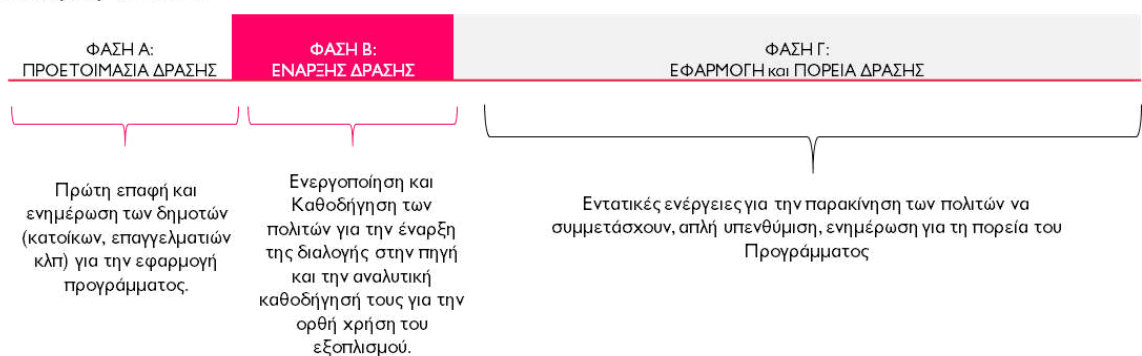 ΦΑΣΗ Α:
ΠΡΟΕΤΟΙΜΑΣΙΑ ΔΡΑΣΗΣ
ΦΑΣΗ Β:
ΕΝΑΡΞΗΣ ΔΡΑΣΗΣ
ΦΑΣΗ Γ:
ΕΦΑΡΜΟΓΗ και ΠΟΡΕΙΑ ΔΡΑΣΗΣ
Πρώτη επαφή και
ενημέρωση των δημοτών
(κατοίκων, επαγγελματιών
κλπ) για την εφαρμογή
προγράμματος.
Ενεργοποίηση και
Καθοδήγηση των
πολιτών για την έναρξη
της διαλογής στην πηγή
και την αναλυτική
καθοδήγησή τους για την
ορθή χρήση του
εξοπλισμού.
Εντατικές ενέργειες για την παρακίνηση των πολιτών να
συμμετάσχουν, απλή υπενθύμιση, ενημέρωση για τη πορεία του
Προγράμματος